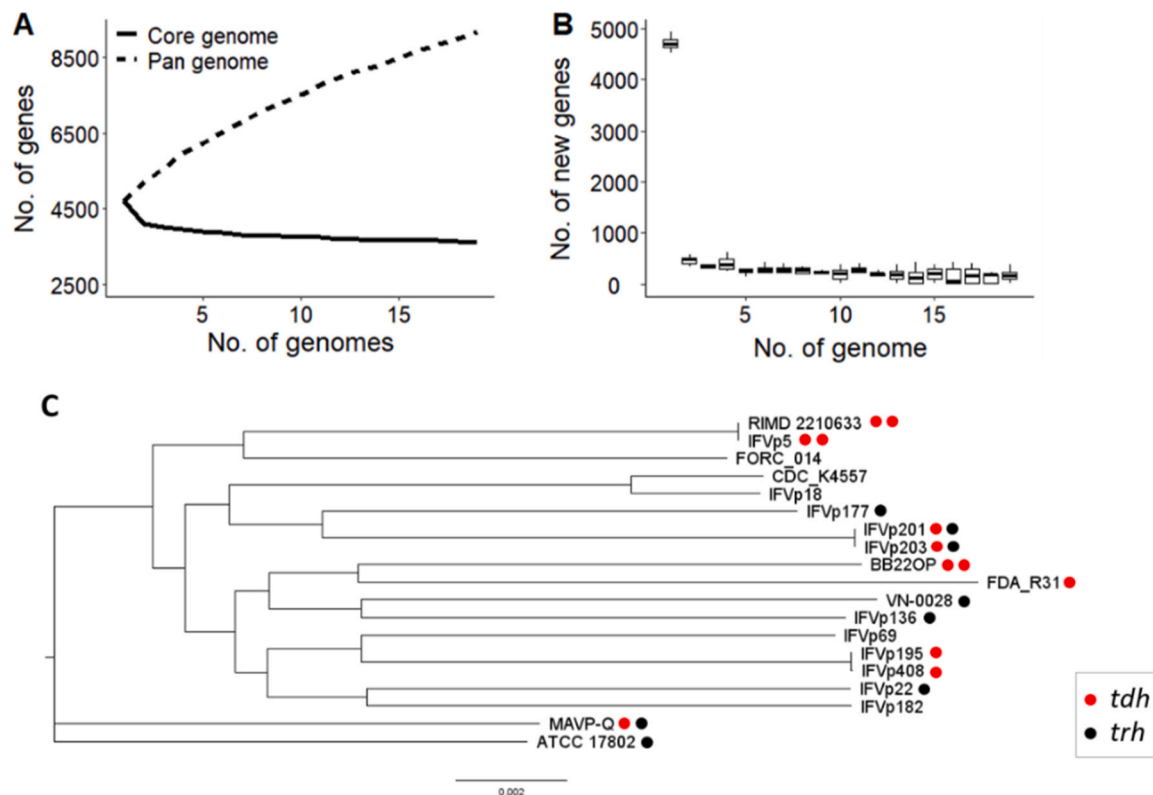 A
Core genome
Pan genome
No. of genes
8500
6500
4500
2500
5
10
15
No. of genomes
B
No. of new genes
5000
4000
3000
2000
1000
0
5
10
15
No. of genome
C
RIMD 2210633
IFVp5
FORC_014
CDC_K4557
IFVp18
IFVp177
IFVp201
IFVp203
BB22OP
FDA_R31
VN-0028
IFVp136
IFVp69
IFVp195
IFVp408
IFVp22
IFVp182
MAVP-Q
ATCC 17802
0.002
tdh
trh